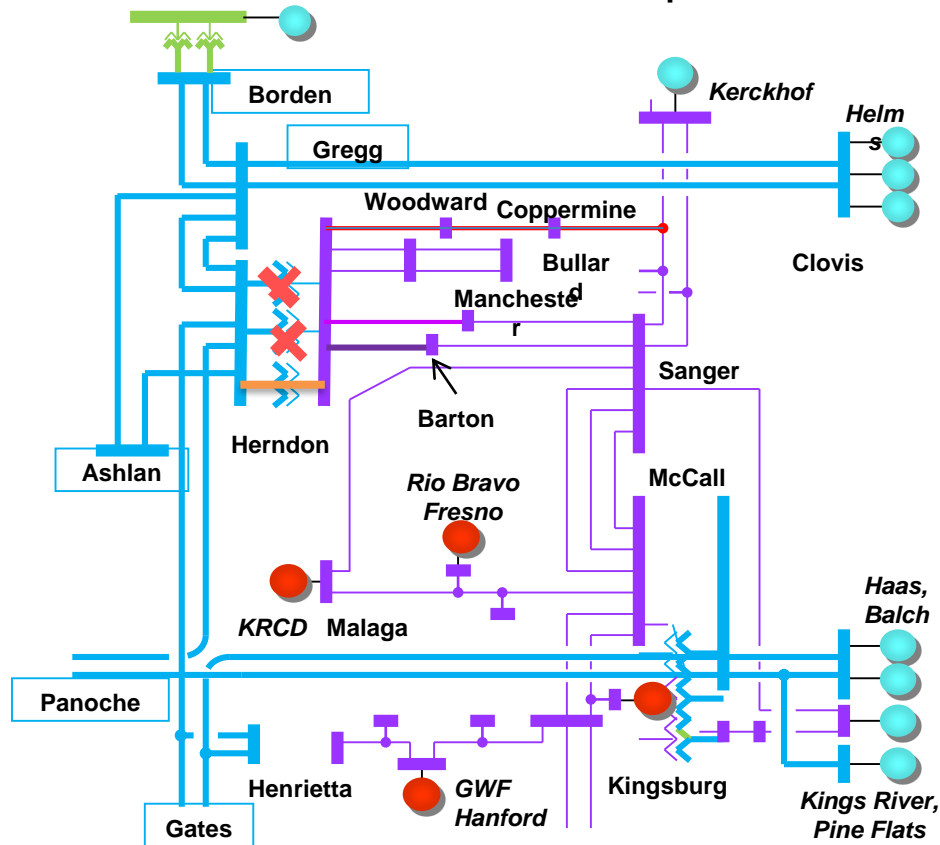 Borden
Kerckhof
Helm
s
Gregg
Woodward
Coppermine
Bullar
d
Clovis
Mancheste
r
Sanger
Barton
Herndon
Ashlan
McCall
Rio Bravo
Fresno
Haas,
Balch
KRCD
Malaga
Panoche
Henrietta
GWF
Hanford
Kingsburg
Kings River,
Pine Flats
Gates